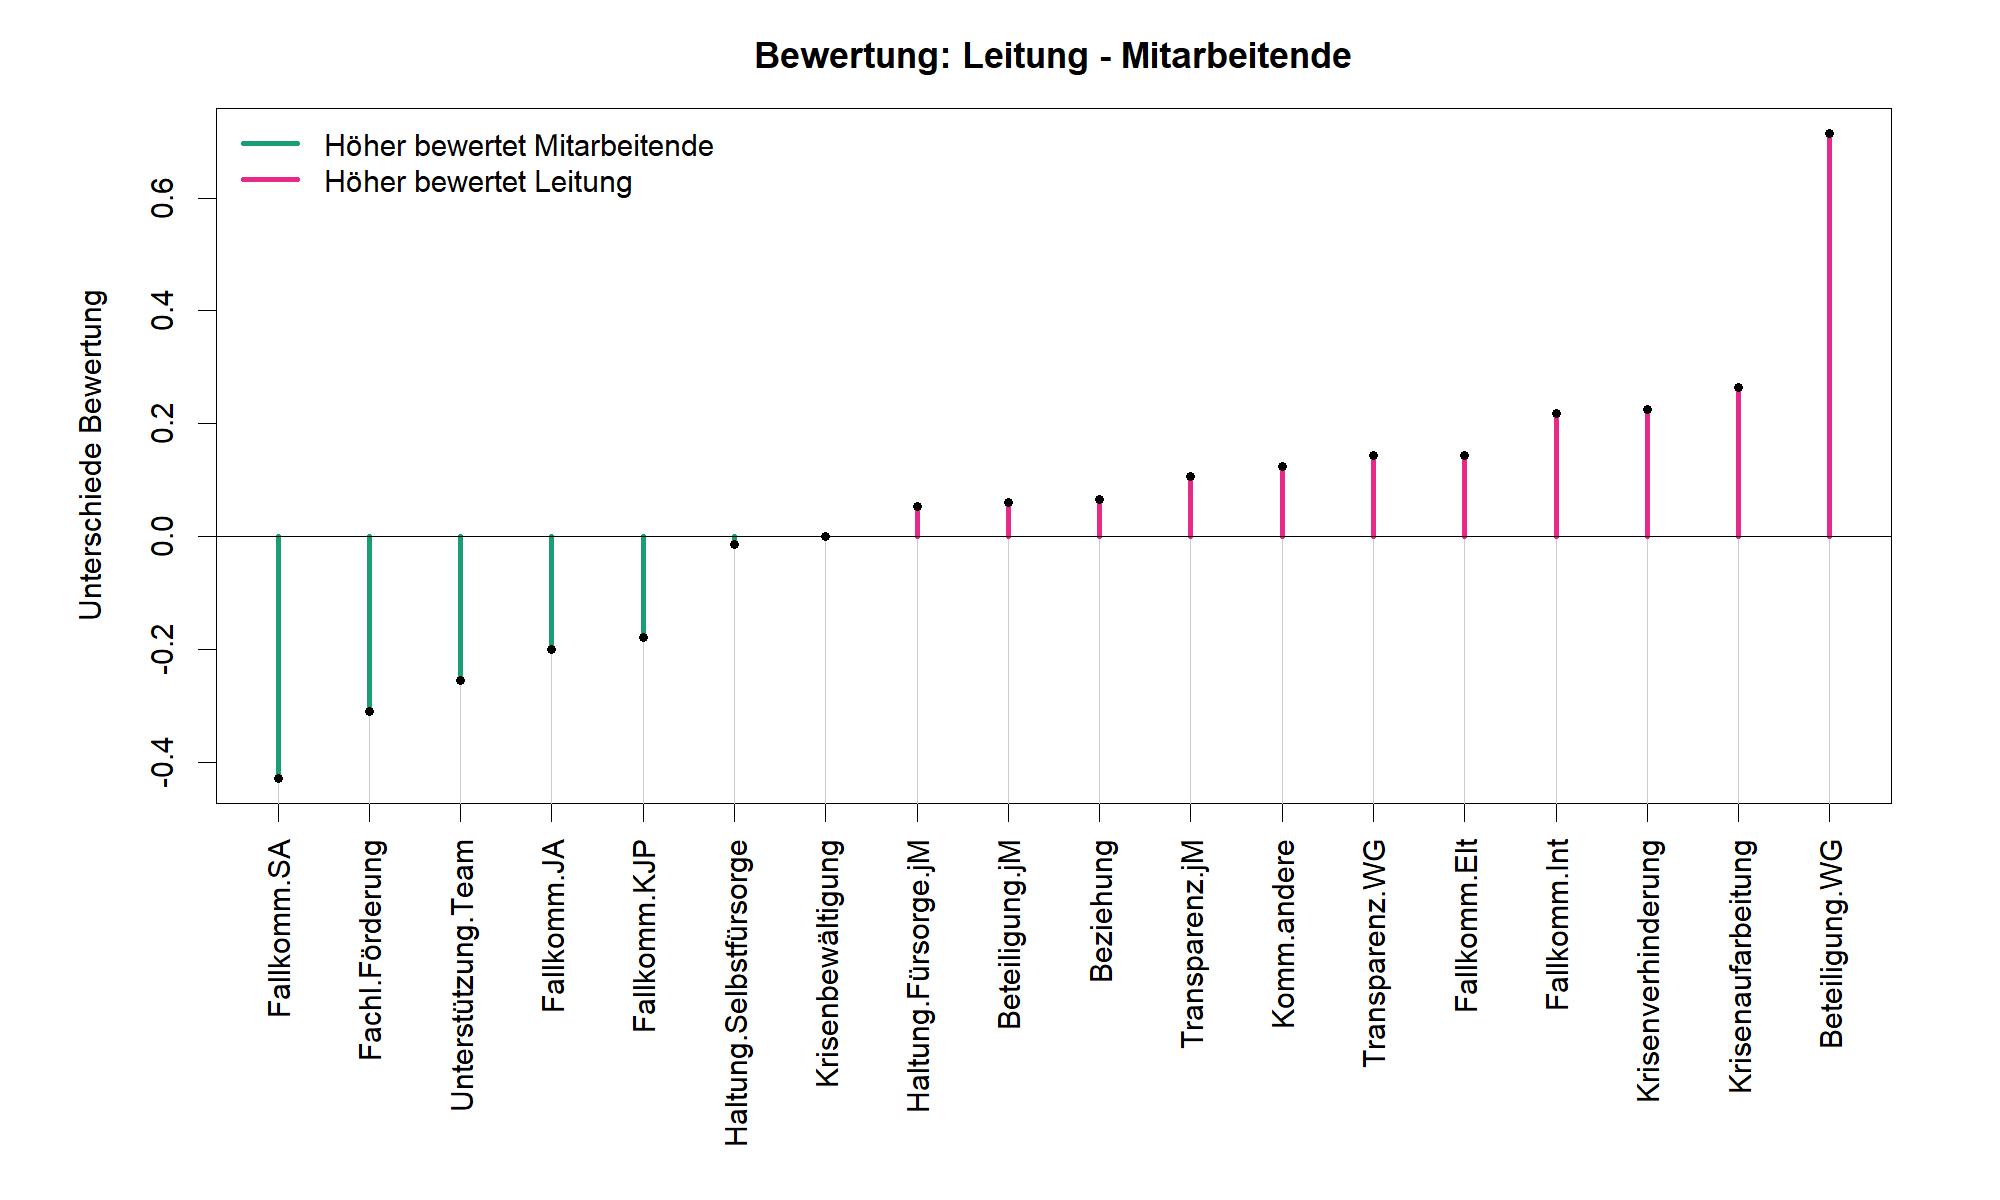 Bewertung: Leitung - Mitarbeitende
Höher bewertet Mitarbeitende
Höher bewertet Leitung
Unterschiede Bewertung
0.6
0.4
0.2
0.0
-0.2
-0.4
Fallkomm.SA
Fachl.Förderung
Unterstützung.Team
Fallkomm.JA
Fallkomm.KJP
Haltung.Selbstfürsorge
Krisenbewältigung
Haltung.Fürsorge.jM
Beteiligung.jM
Beziehung
Transparenz.jM
Komm.andere
Transparenz.WG
Fallkomm.Elt
Fallkomm.Int
Krisenverhinderung
Krisenaufarbeitung
Beteiligung.WG